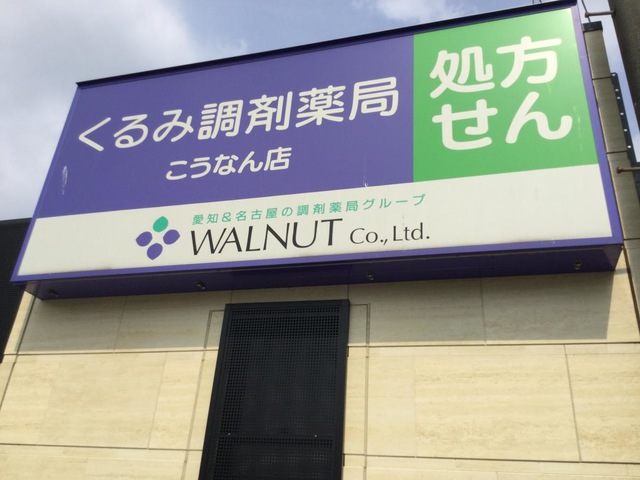 くるみ調剤薬局
こうなん店
処方
せん
愛知&名古屋の調剤薬局グループ
WALNUT Co.,Ltd.